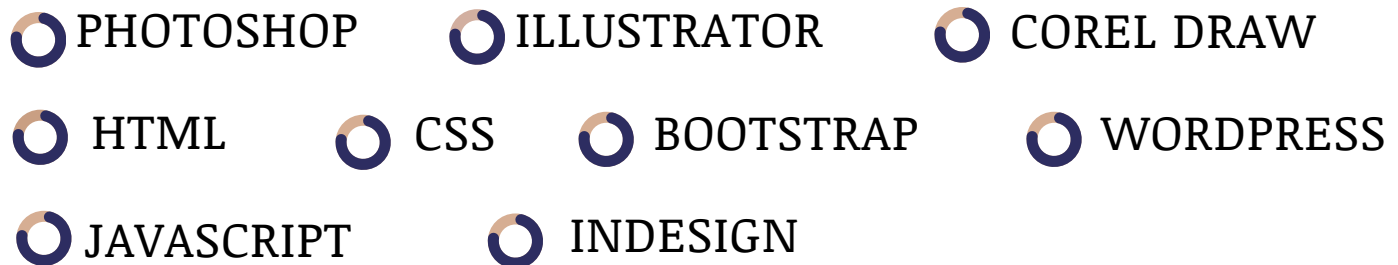 PHOTOSHOP ILLUSTRATOR COREL DRAW
HTML CSS BOOTSTRAP WORDPRESS
JAVASCRIPT INDESIGN